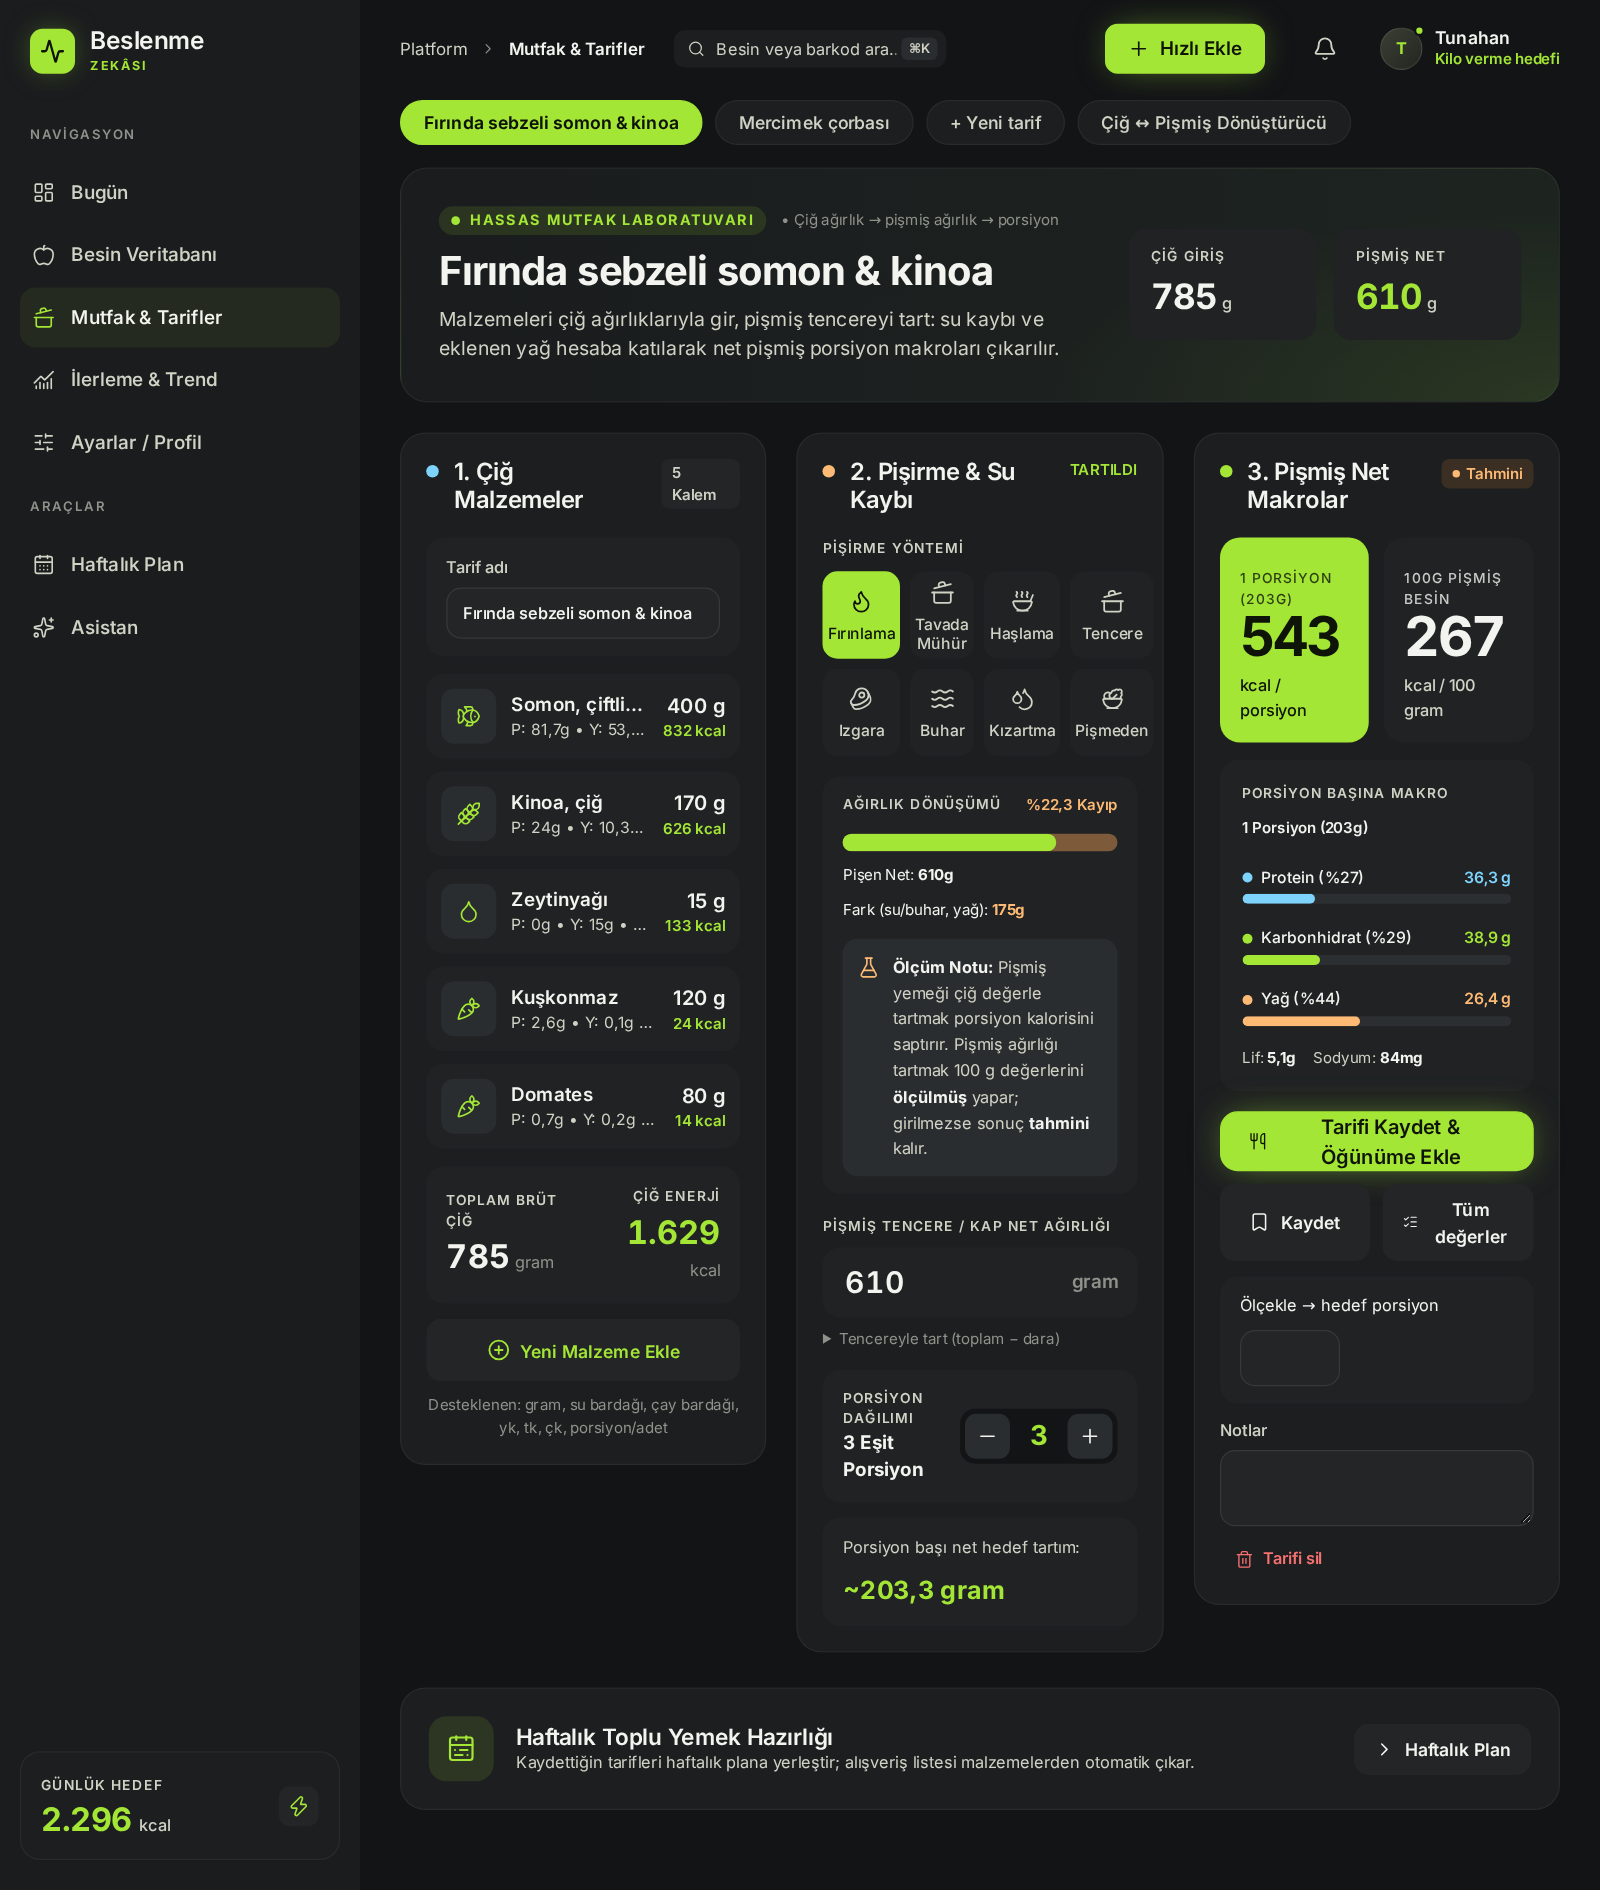 Beslenme
ZEKÂSI
NAVİGASYON
Bugün
Besin Veritabanı
Mutfak & Tarifler
İlerleme & Trend
Ayarlar / Profil
ARAÇLAR
Haftalık Plan
Asistan
GÜNLÜK HEDEF
2.296 kcal
Platform > Mutfak & Tarifler
Besin veya barkod ara.. ⌘K
+ Hızlı Ekle
T
Tunahan
Kilo verme hedefi
Fırında sebzeli somon & kinoa
Mercimek çorbası
+ Yeni tarif
Çiğ ↔ Pişmiş Dönüştürücü
HASSAS MUTFAK LABORATUVARI
• Çiğ ağırlık → pişmiş ağırlık → porsiyon
Fırında sebzeli somon & kinoa
Malzemeleri çiğ ağırlıklarıyla gir, pişmiş tencereyi tart: su kaybı ve
eklenen yağ hesaba katılarak net pişmiş porsiyon makroları çıkarılır.
ÇİĞ GİRİŞ
785 g
PİŞMİŞ NET
610 g
1. Çiğ
Malzemeler
5
Kalem
Tarif adı
Fırında sebzeli somon & kinoa
Somon, çiftli... 400 g
P: 81,7g • Y: 53,... 832 kcal
Kinoa, çiğ 170 g
P: 24g • Y: 10,3... 626 kcal
Zeytinyağı 15 g
P: 0g • Y: 15g • ... 133 kcal
Kuşkonmaz 120 g
P: 2,6g • Y: 0,1g ... 24 kcal
Domates 80 g
P: 0,7g • Y: 0,2g ... 14 kcal
TOPLAM BRÜT
ÇİĞ
785 gram
ÇİĞ ENERJİ
1.629
kcal
Yeni Malzeme Ekle
Desteklenen: gram, su bardağı, çay bardağı,
yk, tk, çk, porsiyon/adet
2. Pişirme & Su
Kaybı
TARTILDI
PİŞİRME YÖNTEMİ
Fırınlama
Tavada
Mühür
Haşlama
Tencere
Izgara
Buhar
Kızartma
Pişmeden
AĞIRLIK DÖNÜŞÜMÜ %22,3 Kayıp
Pişen Net: 610g
Fark (su/buhar, yağ): 175g
Ölçüm Notu: Pişmiş
yemeği çiğ değerle
tartmak porsiyon kalorisini
saptırır. Pişmiş ağırlığı
tartmak 100 g değerlerini
ölçülmüş yapar;
girilmezse sonuç tahmini
kalır.
PİŞMİŞ TENCERE / KAP NET AĞIRLIĞI
610 gram
▶ Tencereyle tart (toplam − dara)
PORSİYON
DAĞILIMI
3 Eşit
Porsiyon
− 3 +
Porsiyon başı net hedef tartım:
~203,3 gram
3. Pişmiş Net
Makrolar
Tahmini
1 PORSİYON
(203G)
543
kcal /
porsiyon
100G PİŞMİŞ
BESİN
267
kcal / 100
gram
PORSİYON BAŞINA MAKRO
1 Porsiyon (203g)
Protein (%27) 36,3 g
Karbonhidrat (%29) 38,9 g
Yağ (%44) 26,4 g
Lif: 5,1g Sodyum: 84mg
Tarifi Kaydet &
Öğünüme Ekle
Kaydet
Tüm
değerler
Ölçekle → hedef porsiyon
Notlar
Tarifi sil
Haftalık Toplu Yemek Hazırlığı
Kaydettiğin tarifleri haftalık plana yerleştir; alışveriş listesi malzemelerden otomatik çıkar.
Haftalık Plan